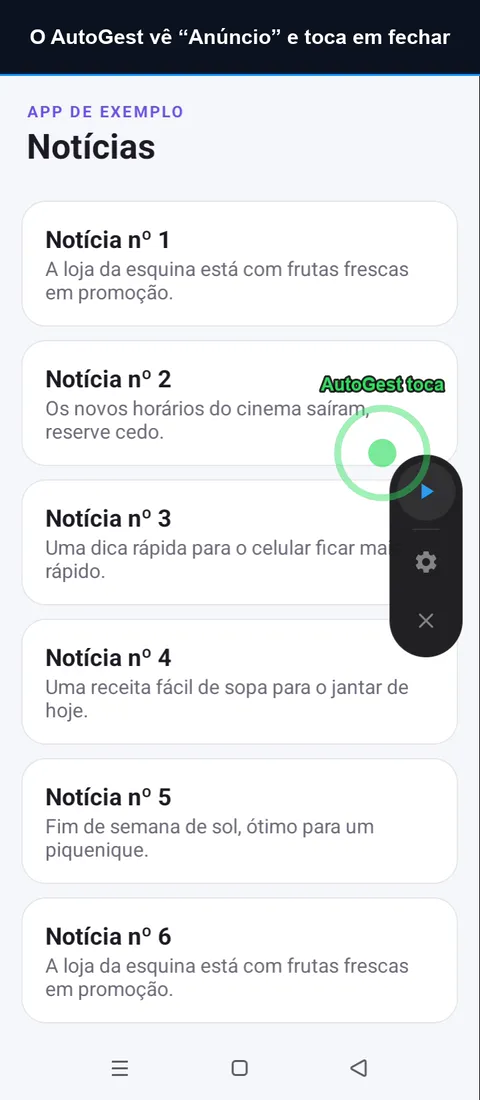 O AutoGest vê “Anúncio” e toca em fechar
APP DE EXEMPLO
Notícias
Notícia nº 1
A loja da esquina está com frutas frescas
em promoção.
Notícia nº 2
AutoGest toca
Os novos horários do cinema saíram,
reserve cedo.
Notícia nº 3
Uma dica rápida para o celular ficar mais
rápido.
Notícia nº 4
Uma receita fácil de sopa para o jantar de
hoje.
Notícia nº 5
Fim de semana de sol, ótimo para um
piquenique.
Notícia nº 6
A loja da esquina está com frutas frescas
em promoção.